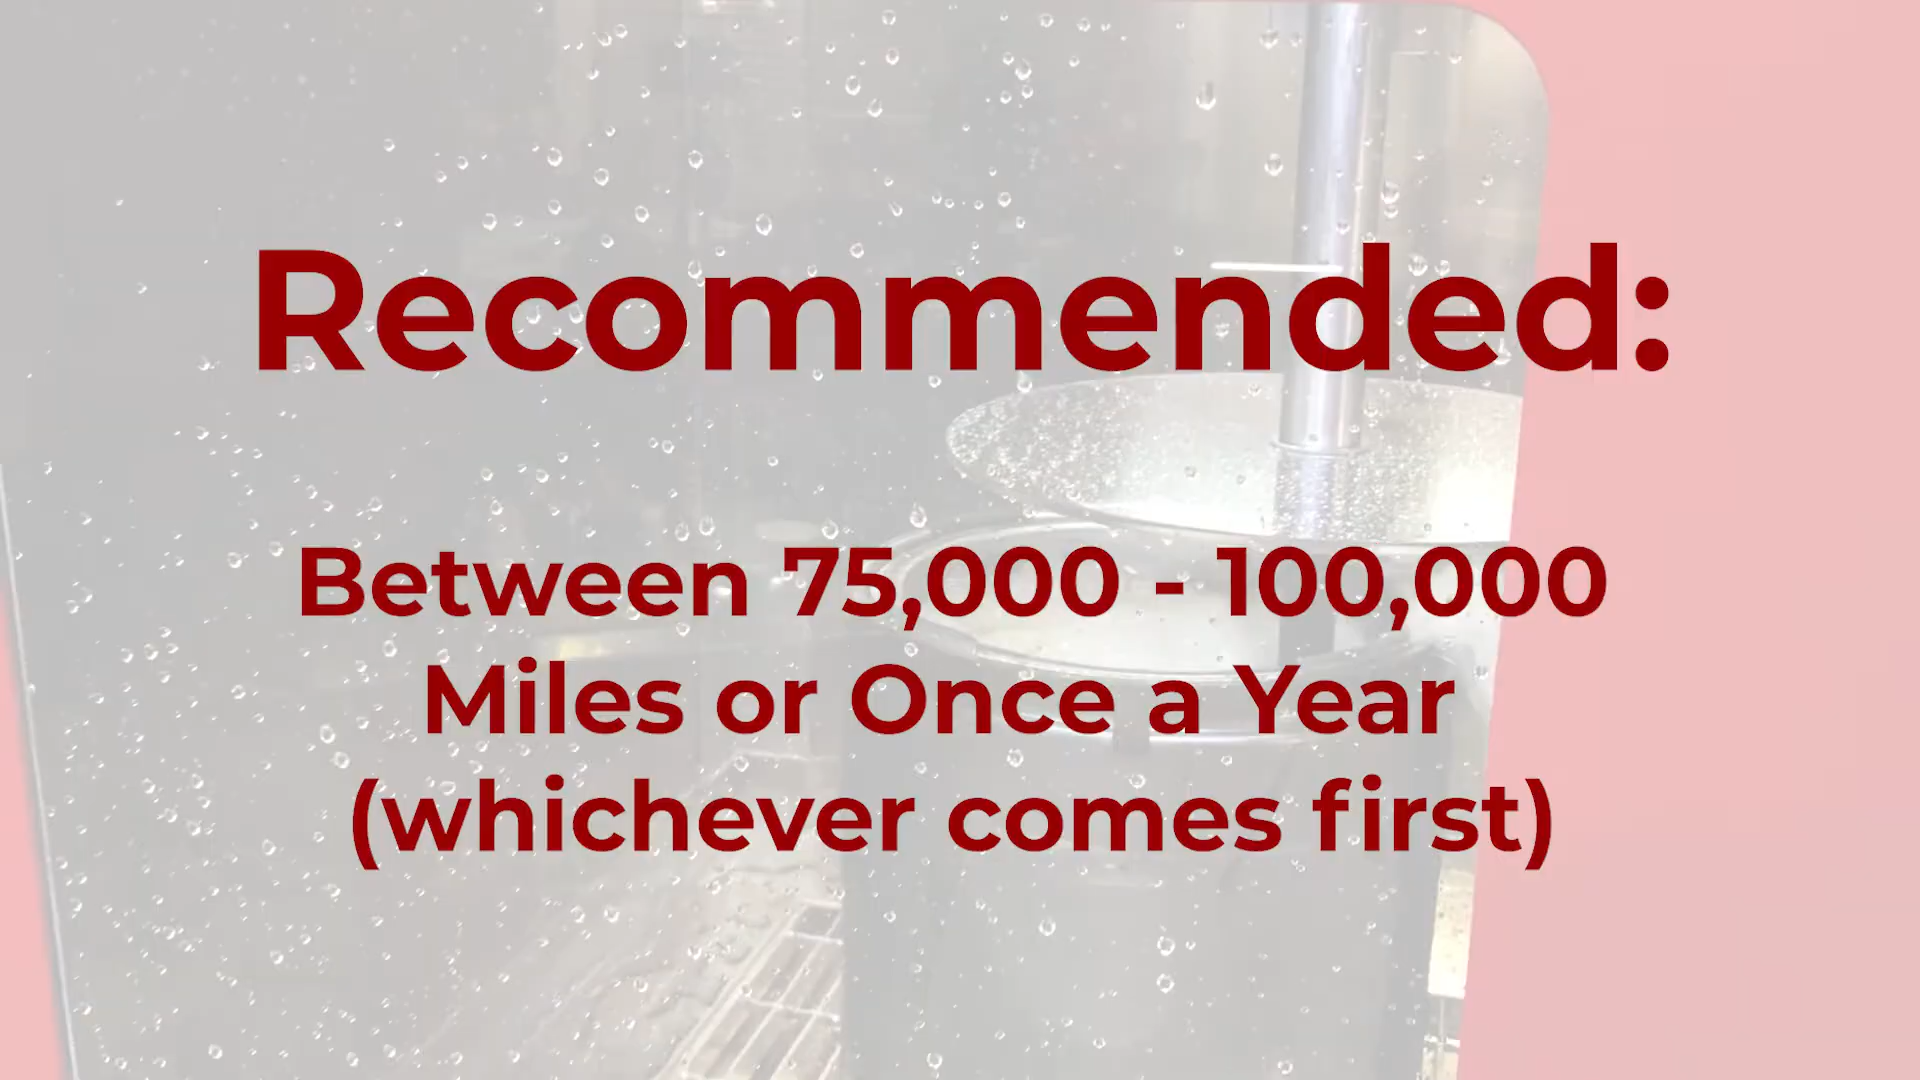 Recommended:
Between 75,000 - 100,000
Miles or Once a Year
(whichever comes first)